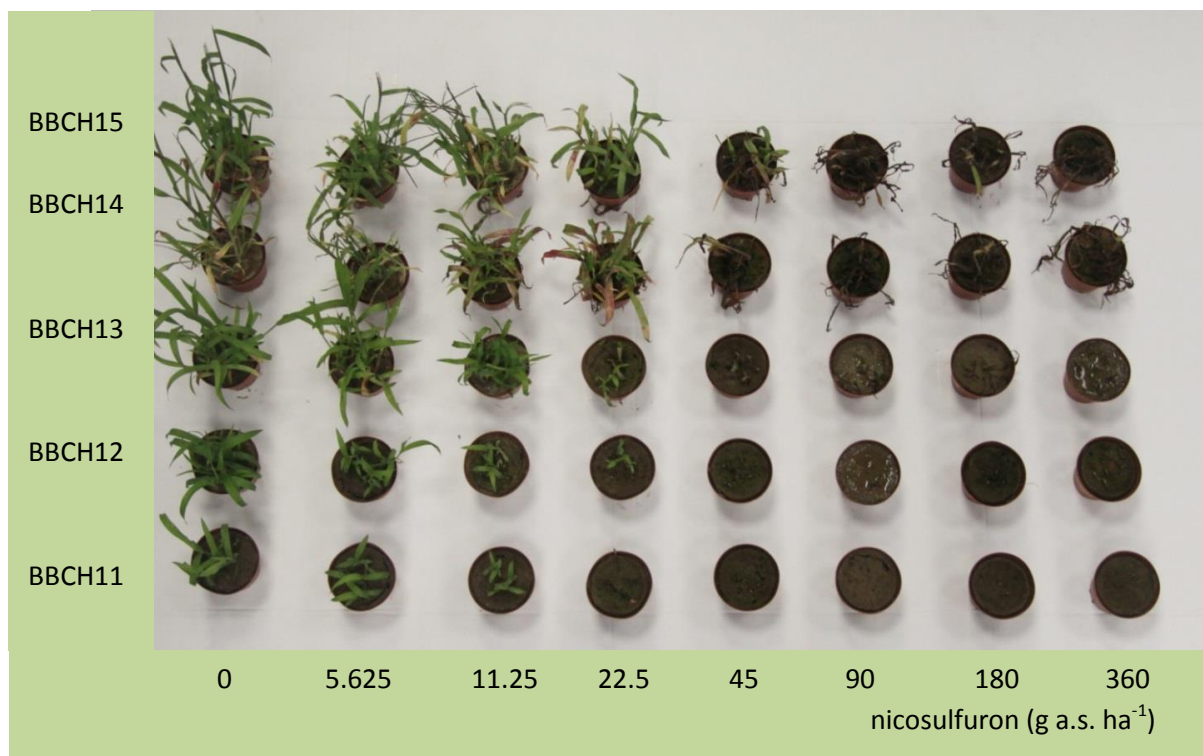 BBCH15
BBCH14
BBCH13
BBCH12
BBCH11
0 5.625 11.25 22.5 45 90 180 360
nicosulfuron (g a.s. ha⁻¹)